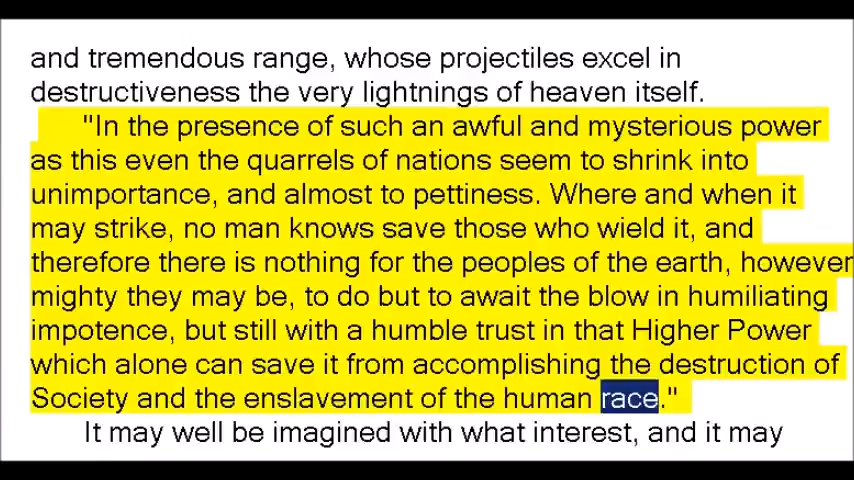 and tremendous range, whose projectiles excel in
destructiveness the very lightnings of heaven itself.
"In the presence of such an awful and mysterious power
as this even the quarrels of nations seem to shrink into
unimportance, and almost to pettiness. Where and when it
may strike, no man knows save those who wield it, and
therefore there is nothing for the peoples of the earth, however
mighty they may be, to do but to await the blow in humiliating
impotence, but still with a humble trust in that Higher Power
which alone can save it from accomplishing the destruction of
Society and the enslavement of the human race."
It may well be imagined with what interest, and it may